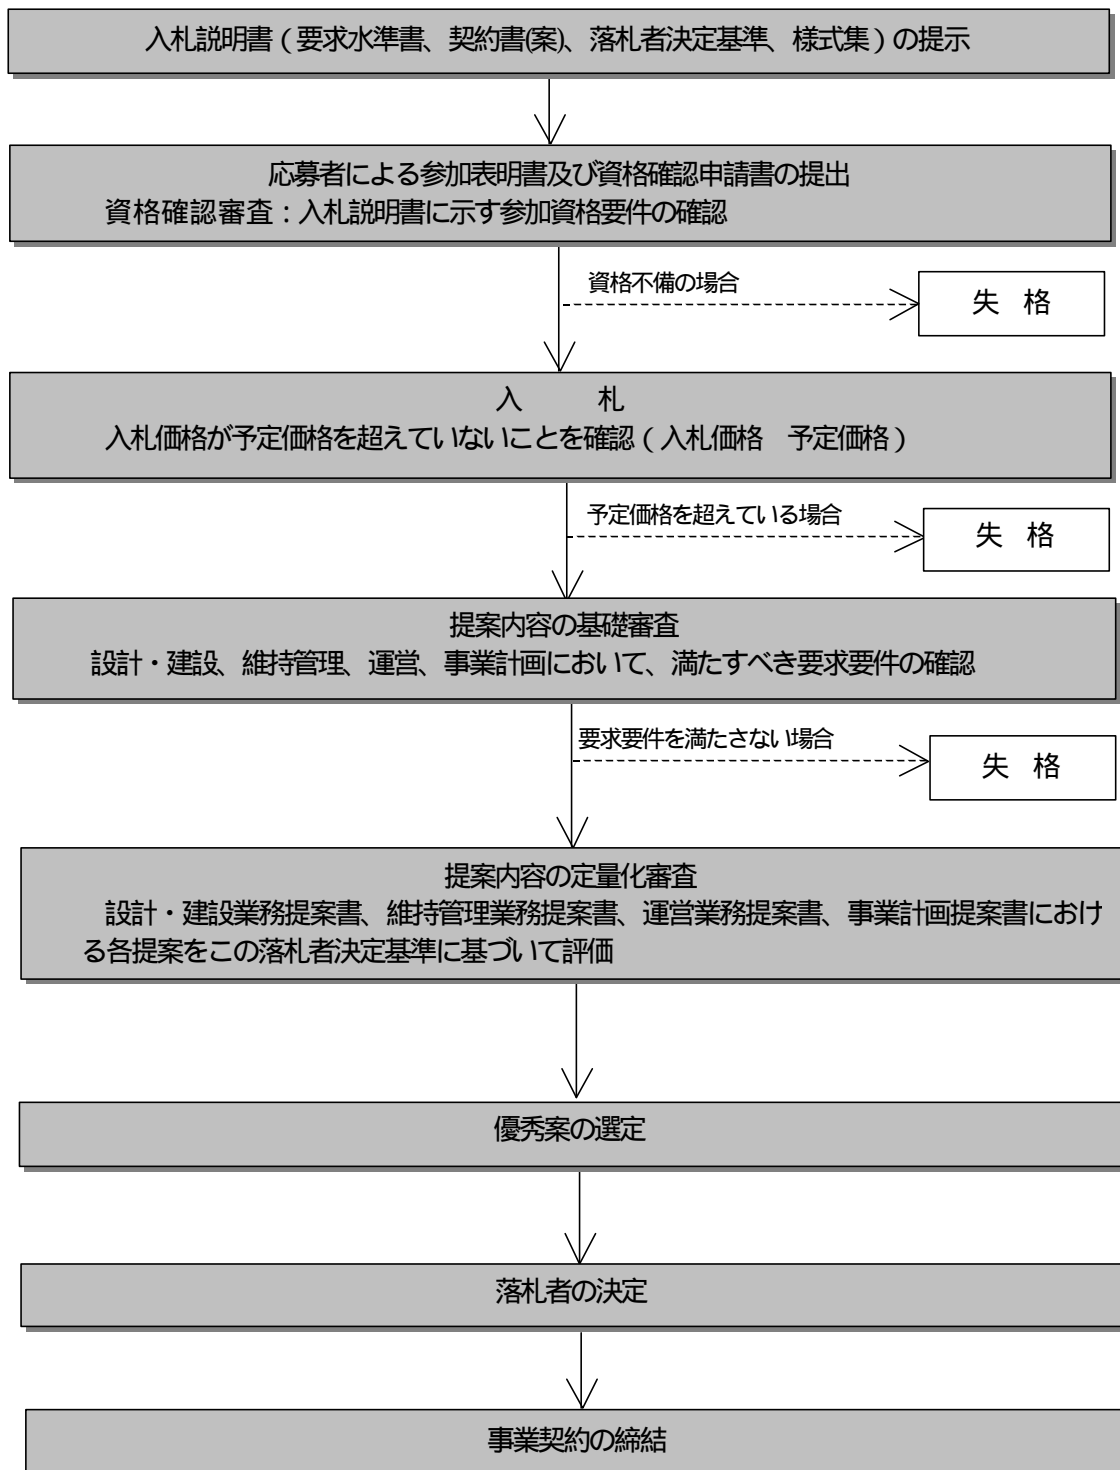 入札説明書（要求水準書、契約書(案)、落札者決定基準、様式集）の提示
応募者による参加表明書及び資格確認申請書の提出
資格確認審査：入札説明書に示す参加資格要件の確認
資格不備の場合
失　格
入　　札
入札価格が予定価格を超えていないことを確認（入札価格　予定価格）
予定価格を超えている場合
失　格
提案内容の基礎審査
設計・建設、維持管理、運営、事業計画において、満たすべき要求要件の確認
要求要件を満たさない場合
失　格
提案内容の定量化審査
設計・建設業務提案書、維持管理業務提案書、運営業務提案書、事業計画提案書におけ
る各提案をこの落札者決定基準に基づいて評価
優秀案の選定
落札者の決定
事業契約の締結